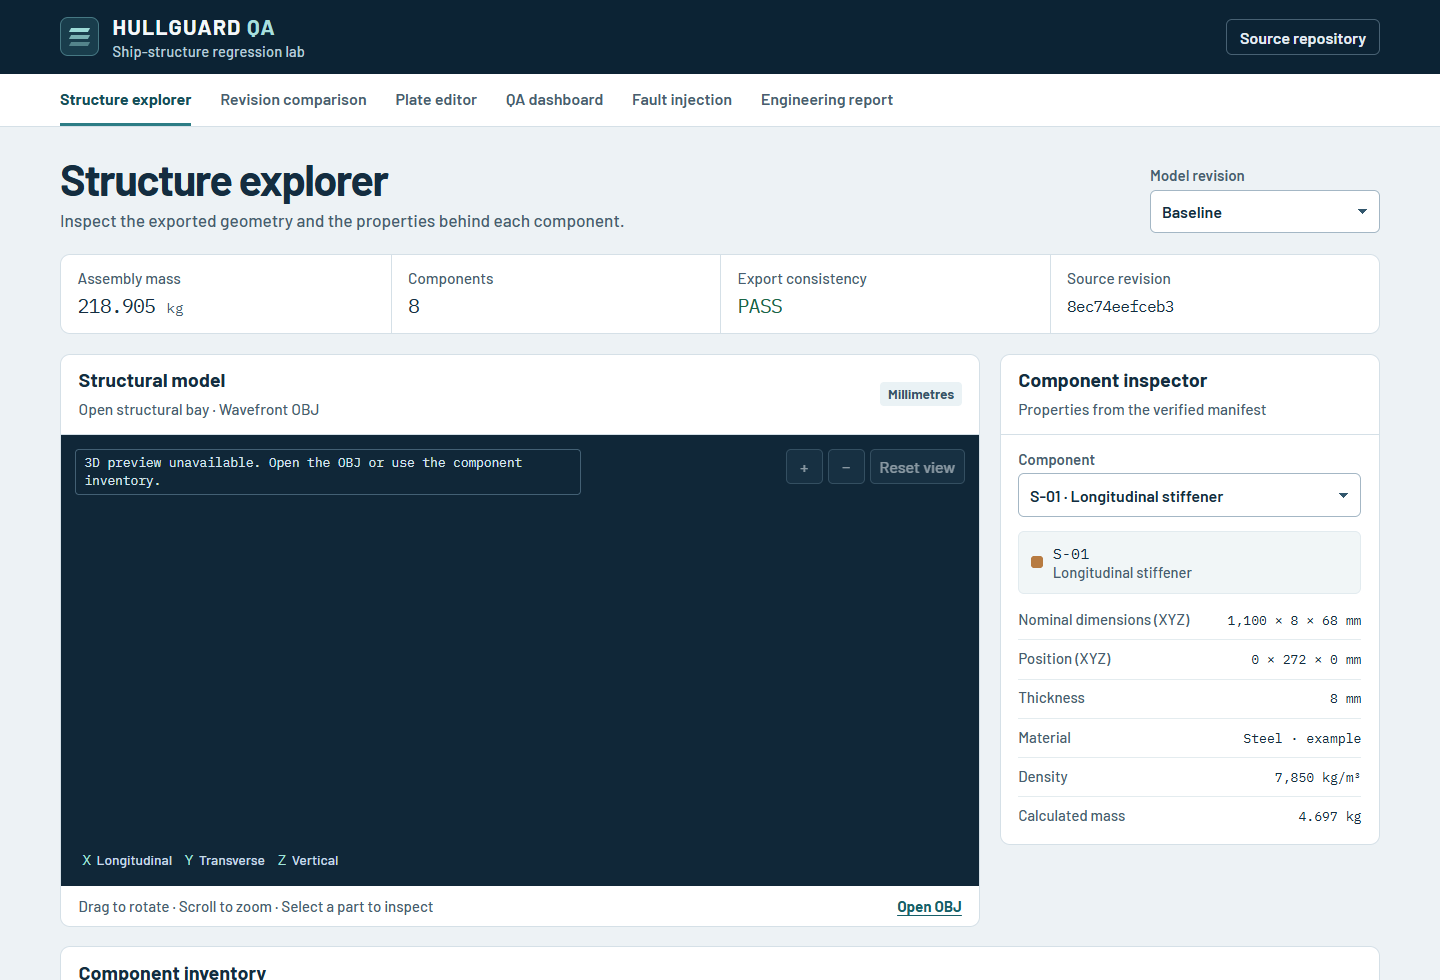 HULLGUARD QA
Ship-structure regression lab
Source repository
Structure explorer
Revision comparison
Plate editor
QA dashboard
Fault injection
Engineering report
Structure explorer
Inspect the exported geometry and the properties behind each component.
Model revision
Baseline
Assembly mass
218.905 kg
Components
8
Export consistency
PASS
Source revision
8ec74eefceb3
Structural model
Open structural bay · Wavefront OBJ
Millimetres
3D preview unavailable. Open the OBJ or use the component
inventory.
+
−
Reset view
X Longitudinal Y Transverse Z Vertical
Drag to rotate · Scroll to zoom · Select a part to inspect
Open OBJ
Component inspector
Properties from the verified manifest
Component
S-01 · Longitudinal stiffener
S-01
Longitudinal stiffener
Nominal dimensions (XYZ) 1,100 × 8 × 68 mm
Position (XYZ) 0 × 272 × 0 mm
Thickness 8 mm
Material Steel · example
Density 7,850 kg/m³
Calculated mass 4.697 kg
Component inventory